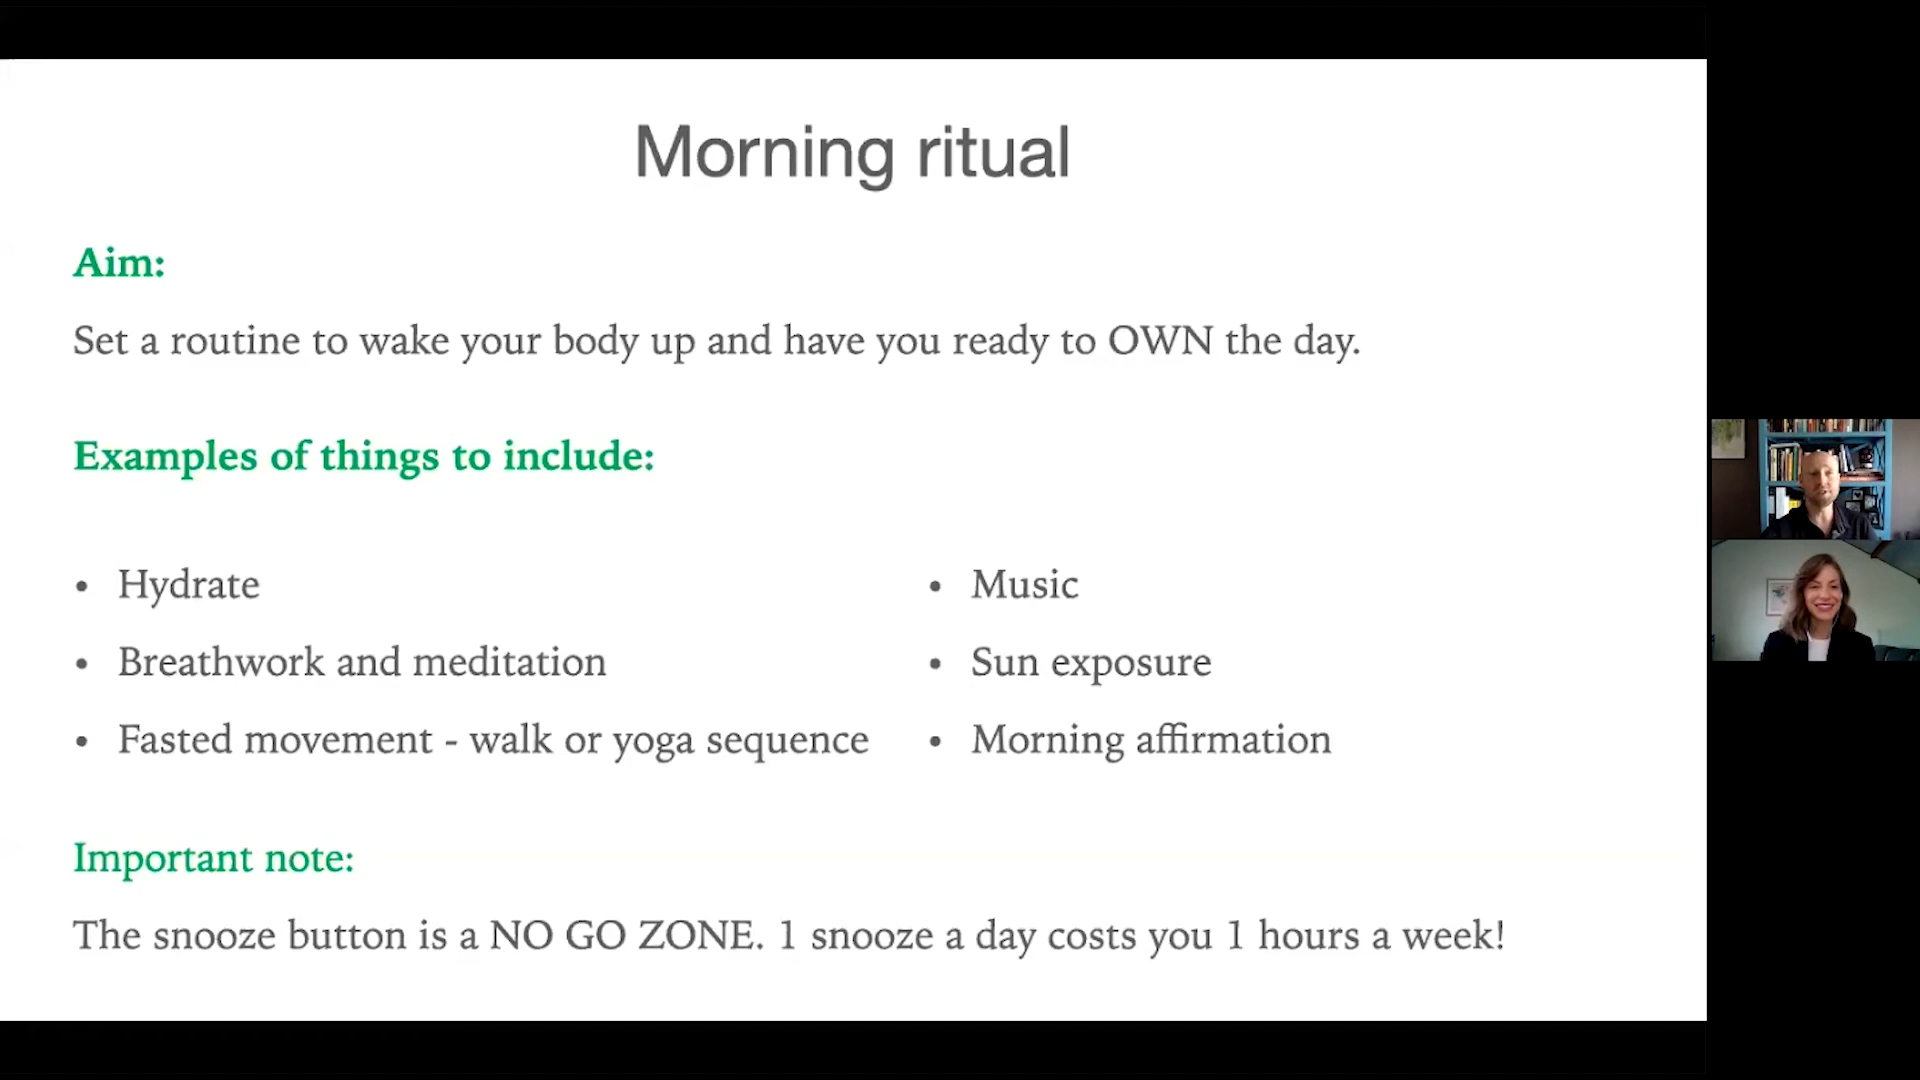 Morning ritual
Aim:
Set a routine to wake your body up and have you ready to OWN the day.
Examples of things to include:
• Hydrate
• Breathwork and meditation
• Fasted movement - walk or yoga sequence
• Music
• Sun exposure
• Morning affirmation
Important note:
The snooze button is a NO GO ZONE. 1 snooze a day costs you 1 hours a week!